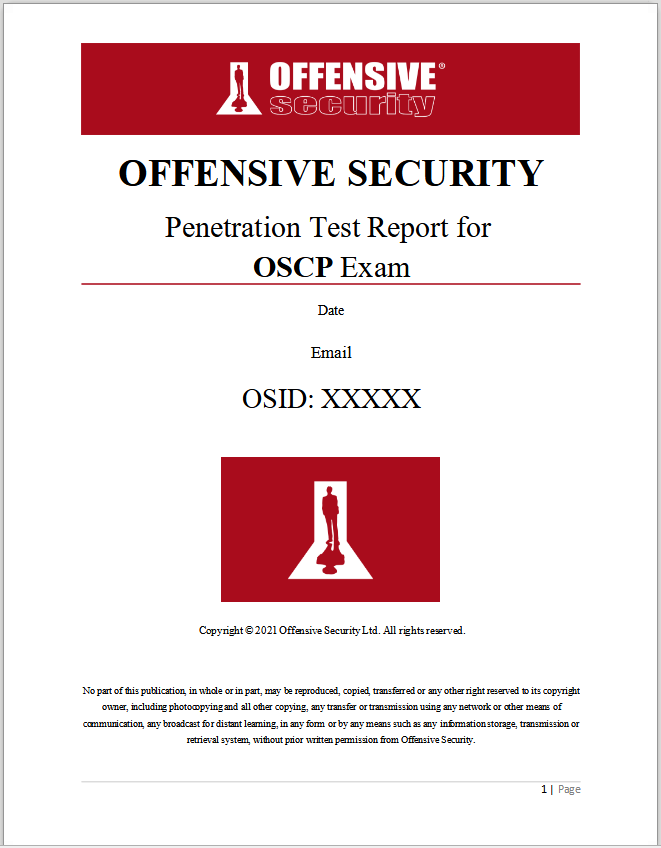 OFFENSIVE®
security
OFFENSIVE SECURITY
Penetration Test Report for
OSCP Exam
Date
Email
OSID: XXXXX
Copyright © 2021 Offensive Security Ltd. All rights reserved.
No part of this publication, in whole or in part, may be reproduced, copied, transferred or any other right reserved to its copyright
owner, including photocopying and all other copying, any transfer or transmission using any network or other means of
communication, any broadcast for distant learning, in any form or by any means such as any information storage, transmission or
retrieval system, without prior written permission from Offensive Security.
1 | Page